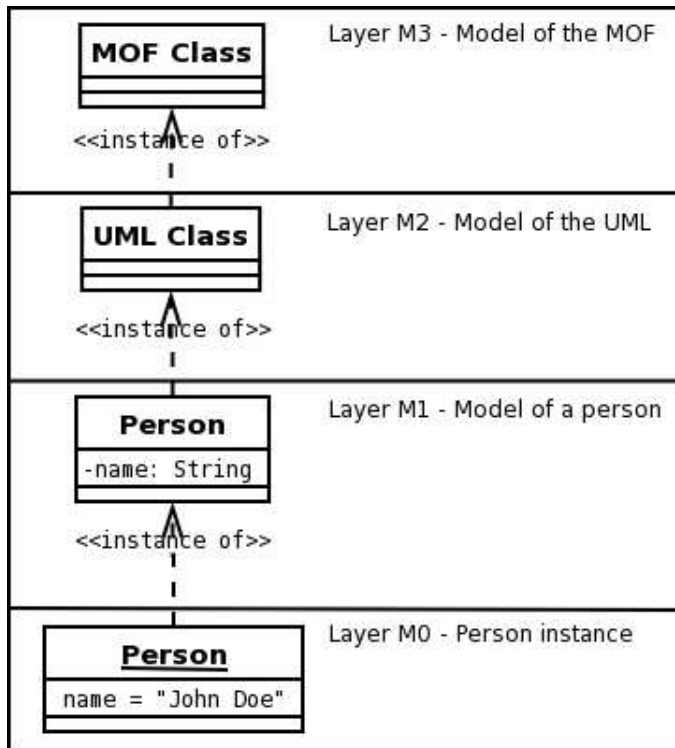 MOF Class
Layer M3 - Model of the MOF
<<instance of>>
UML Class
Layer M2 - Model of the UML
<<instance of>>
Person
Layer M1 - Model of a person
-name: String
<<instance of>>
Person
Layer M0 - Person instance
name = "John Doe"